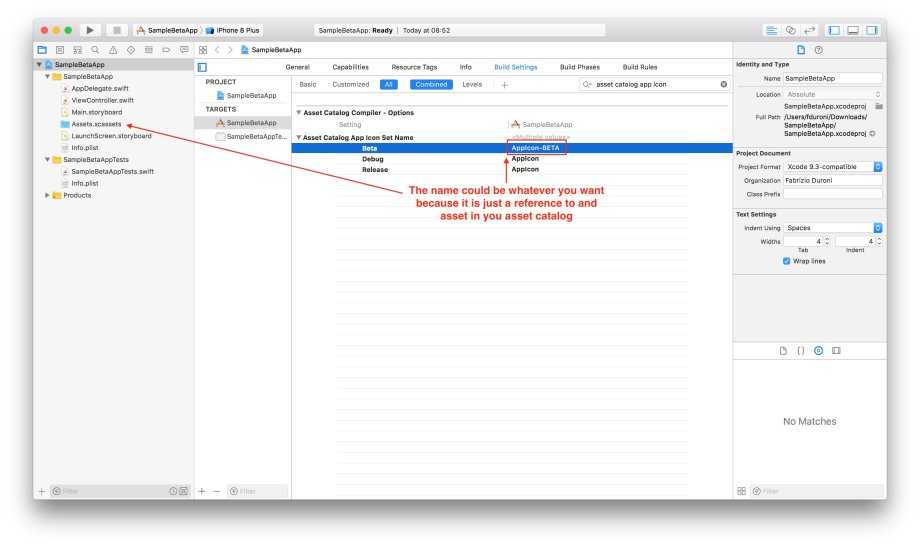 SampleBetaApp
iPhone 8 Plus
SampleBetaApp: Ready | Today at 08:52
SampleBetaApp
SampleBetaApp
SampleBetaApp
AppDelegate.swift
ViewController.swift
Main.storyboard
Assets.xcassets
LaunchScreen.storyboard
Info.plist
SampleBetaAppTests
SampleBetaAppTests.swift
Info.plist
Products
Filter
PROJECT
SampleBetaApp
TARGETS
SampleBetaApp
SampleBetaAppTe...
Filter
General Capabilities Resource Tags Info Build Settings Build Phases Build Rules
Basic Customized All Combined Levels +
asset catalog app icon
Asset Catalog Compiler - Options
Setting SampleBetaApp
Asset Catalog App Icon Set Name <Multiple values>
Beta AppIcon-BETA
Debug AppIcon
Release AppIcon
The name could be whatever you want
because it is just a reference to and
asset in you asset catalog
Identity and Type
Name SampleBetaApp
Location Absolute
SampleBetaApp.xcodeproj
Full Path /Users/fduroni/Downloads/
SampleBetaApp/
SampleBetaApp.xcodeproj
Project Document
Project Format Xcode 9.3-compatible
Organization Fabrizio Duroni
Class Prefix
Text Settings
Indent Using Spaces
Widths 4 4
Tab Indent
Wrap lines
No Matches
Filter